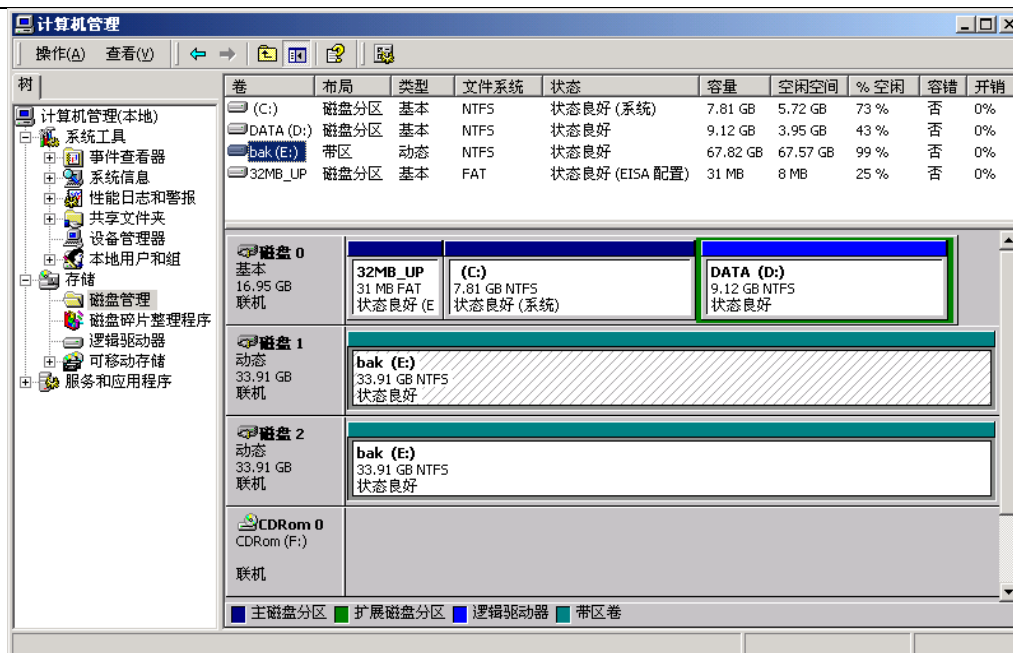 计算机管理
操作(A) 查看(V)
树
计算机管理(本地)
系统工具
事件查看器
系统信息
性能日志和警报
共享文件夹
设备管理器
本地用户和组
存储
磁盘管理
磁盘碎片整理程序
逻辑驱动器
可移动存储
服务和应用程序
卷 布局 类型 文件系统 状态 容量 空闲空间 % 空闲 容错 开销
(C:) 磁盘分区 基本 NTFS 状态良好 (系统) 7.81 GB 5.72 GB 73 % 否 0%
DATA (D:) 磁盘分区 基本 NTFS 状态良好 9.12 GB 3.95 GB 43 % 否 0%
bak (E:) 带区 动态 NTFS 状态良好 67.82 GB 67.57 GB 99 % 否 0%
32MB_UP 磁盘分区 基本 FAT 状态良好 (EISA 配置) 31 MB 8 MB 25 % 否 0%
磁盘 0
基本
16.95 GB
联机
32MB_UP
31 MB FAT
状态良好 (E
(C:)
7.81 GB NTFS
状态良好 (系统)
DATA (D:)
9.12 GB NTFS
状态良好
磁盘 1
动态
33.91 GB
联机
bak (E:)
33.91 GB NTFS
状态良好
磁盘 2
动态
33.91 GB
联机
bak (E:)
33.91 GB NTFS
状态良好
CDRom 0
CDRom (F:)
联机
主磁盘分区 扩展磁盘分区 逻辑驱动器 带区卷